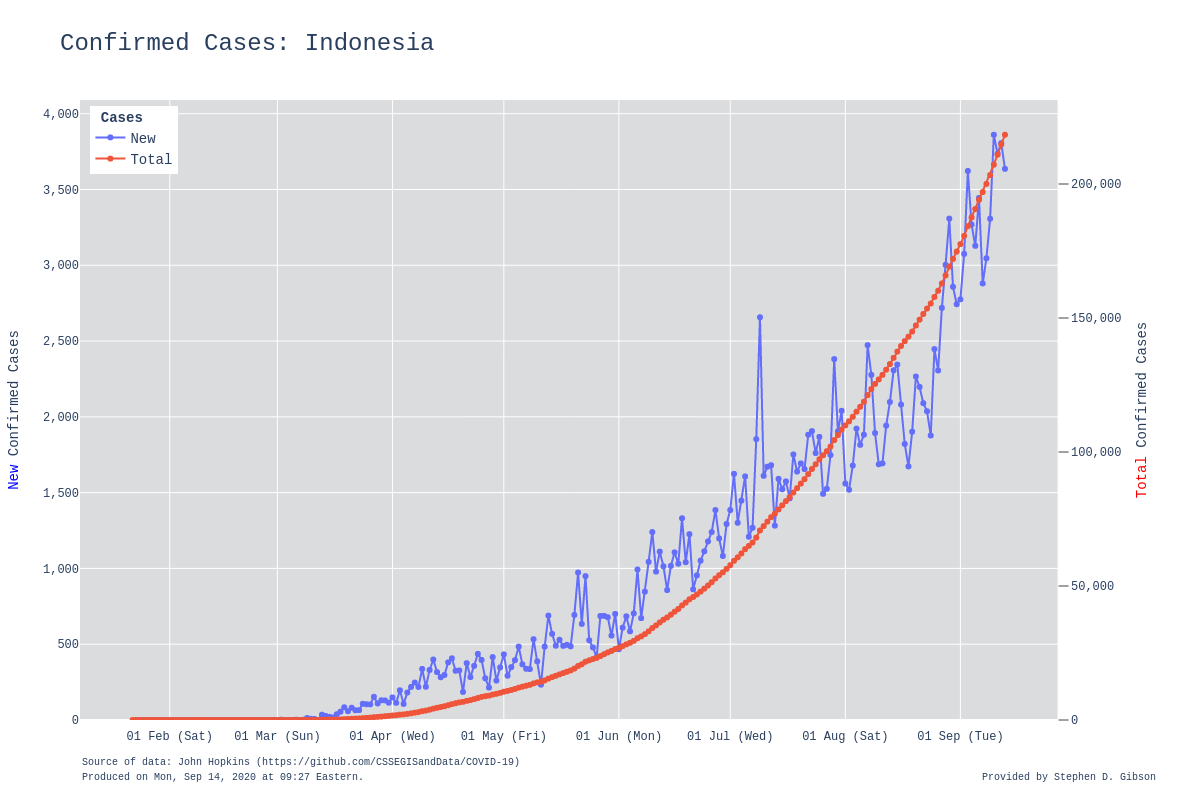 Confirmed Cases: Indonesia
Cases
New
Total
4,000
3,500
3,000
2,500
2,000
1,500
1,000
500
0
200,000
150,000
100,000
50,000
0
New Confirmed Cases
Total Confirmed Cases
01 Feb (Sat)
01 Mar (Sun)
01 Apr (Wed)
01 May (Fri)
01 Jun (Mon)
01 Jul (Wed)
01 Aug (Sat)
01 Sep (Tue)
Source of data: John Hopkins (https://github.com/CSSEGISandData/COVID-19)
Produced on Mon, Sep 14, 2020 at 09:27 Eastern.
Provided by Stephen D. Gibson